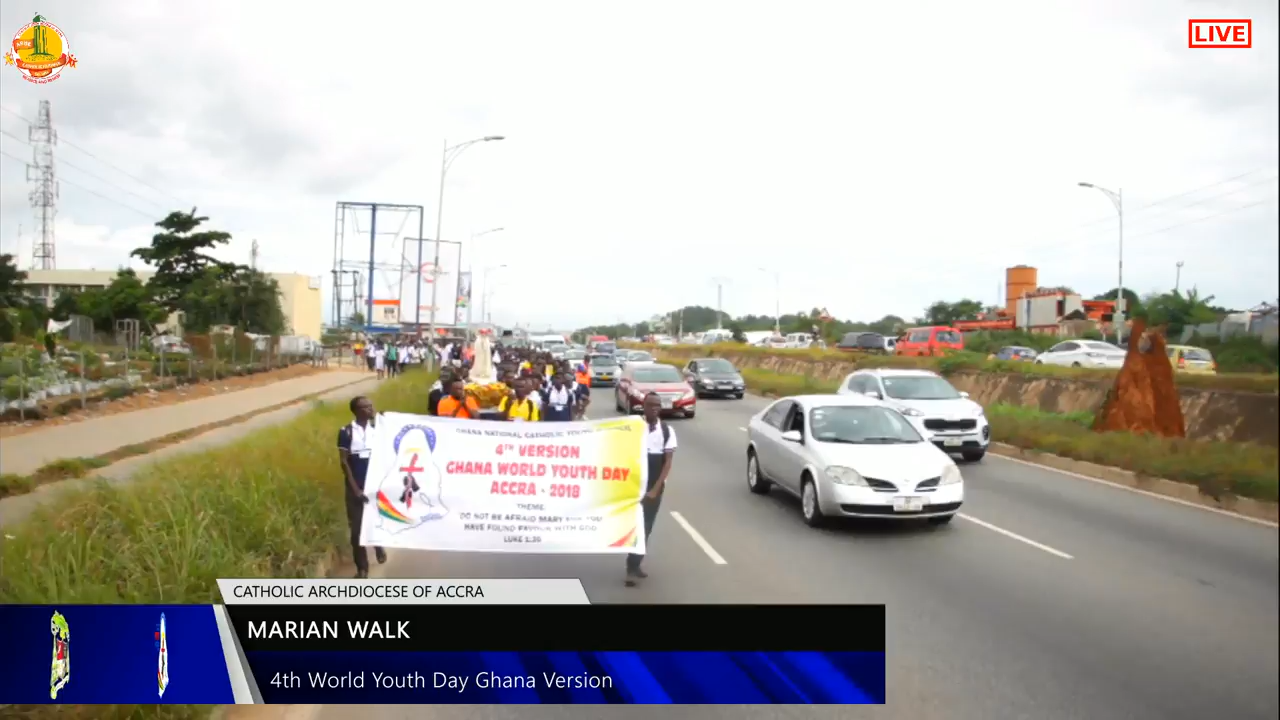 LIVE
GHANA NATIONAL CATHOLIC YOUTH
4TH VERSION
GHANA WORLD YOUTH DAY
ACCRA - 2018
THEME
DO NOT BE AFRAID MARY FOR YOU
HAVE FOUND FAVOUR WITH GOD
LUKE 1:30
CATHOLIC ARCHDIOCESE OF ACCRA
MARIAN WALK
4th World Youth Day Ghana Version